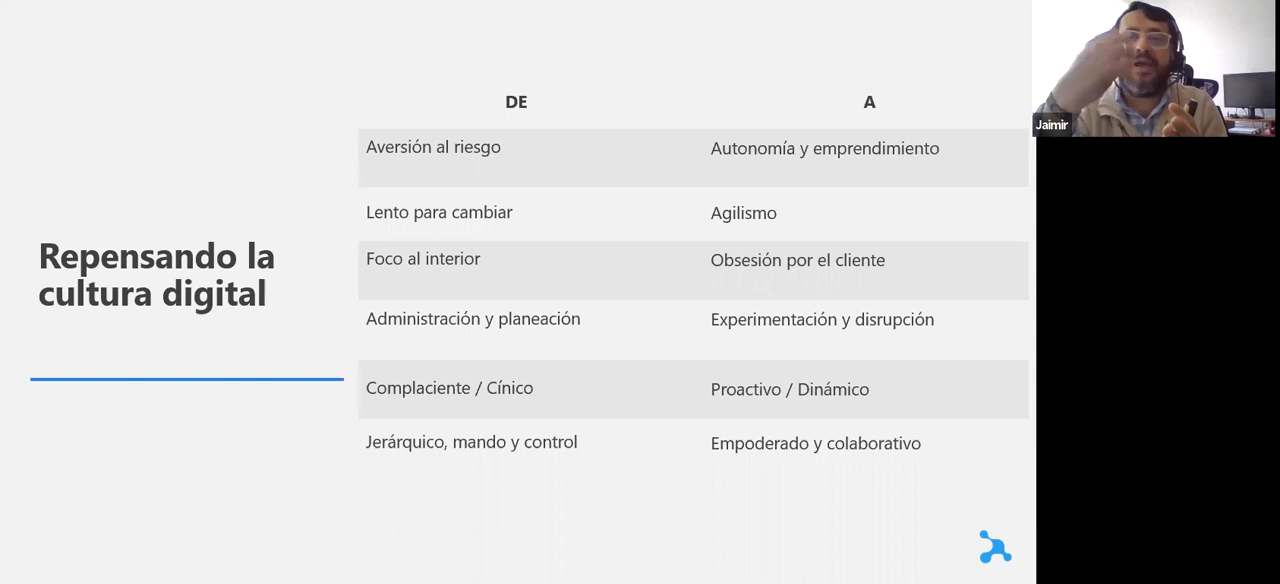 Repensando la
cultura digital
DE A
Aversión al riesgo Autonomía y emprendimiento
Lento para cambiar Agilismo
Foco al interior Obsesión por el cliente
Administración y planeación Experimentación y disrupción
Complaciente / Cínico Proactivo / Dinámico
Jerárquico, mando y control Empoderado y colaborativo
Jaimir